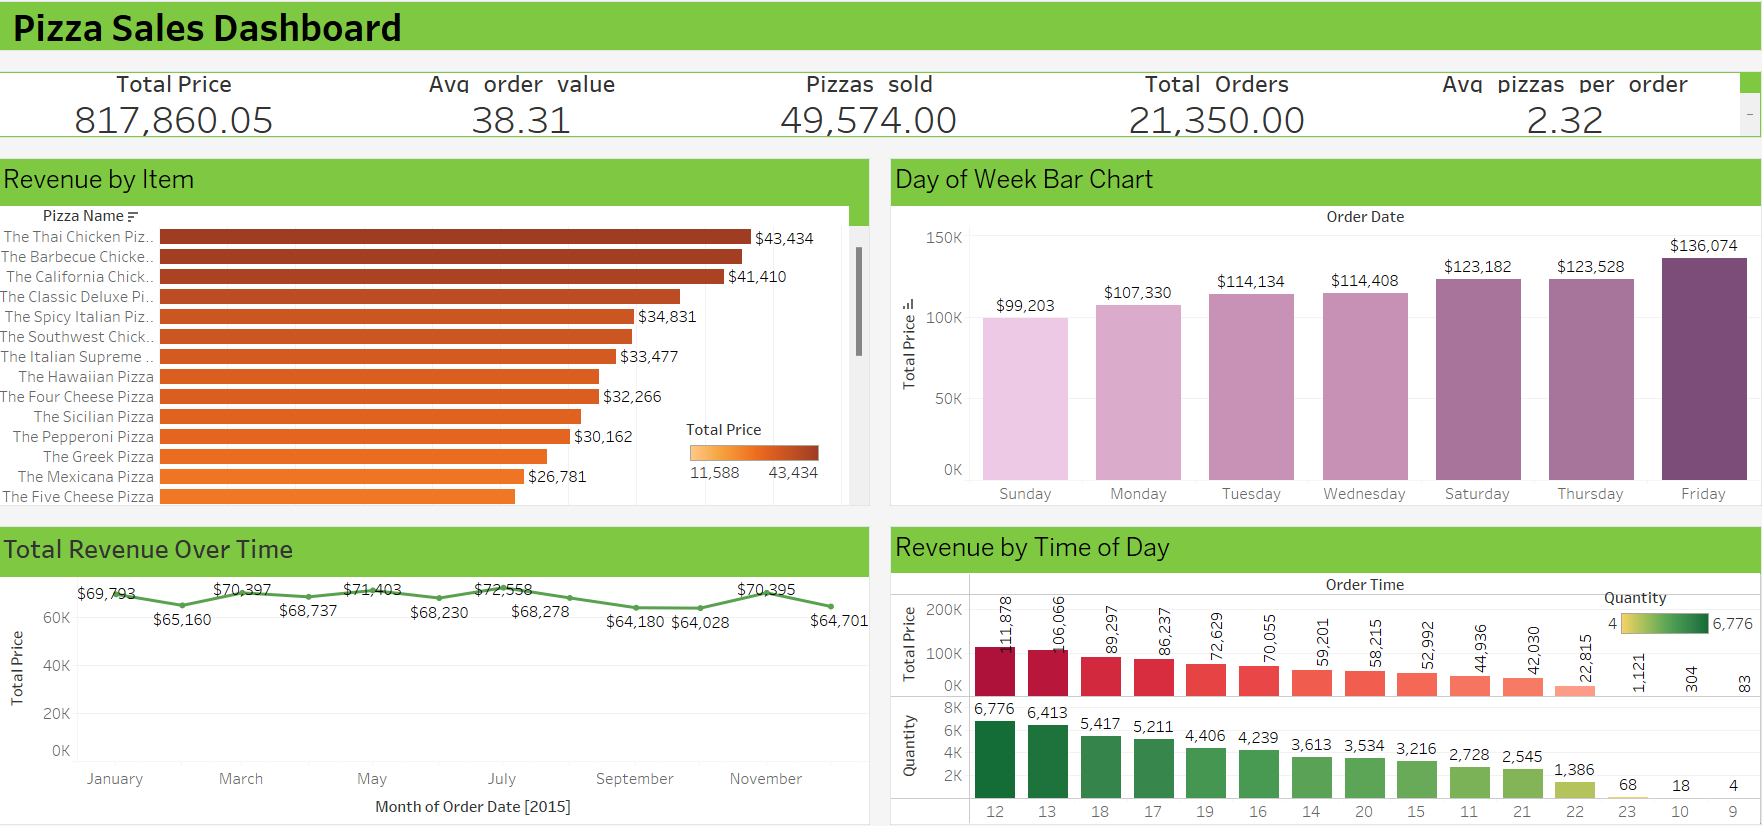 Pizza Sales Dashboard
Total Price
Avg order value
Pizzas sold
Total Orders
Avg pizzas per order
817,860.05
38.31
49,574.00
21,350.00
2.32
Revenue by Item
Pizza Name
The Thai Chicken Piz..
$43,434
The Barbecue Chicke..
The California Chick..
$41,410
The Classic Deluxe Pi..
The Spicy Italian Piz..
$34,831
The Southwest Chick..
The Italian Supreme ..
$33,477
The Hawaiian Pizza
The Four Cheese Pizza
$32,266
The Sicilian Pizza
The Pepperoni Pizza
$30,162
The Greek Pizza
The Mexicana Pizza
$26,781
The Five Cheese Pizza
Total Price
11,588 43,434
Day of Week Bar Chart
Order Date
Total Price
150K
100K
50K
0K
$99,203
$107,330
$114,134
$114,408
$123,182
$123,528
$136,074
Sunday
Monday
Tuesday
Wednesday
Saturday
Thursday
Friday
Total Revenue Over Time
Total Price
60K
40K
20K
0K
$69,793
$65,160
$70,397
$68,737
$71,403
$68,230
$72,558
$68,278
$64,180
$64,028
$70,395
$64,701
January
March
May
July
September
November
Month of Order Date [2015]
Revenue by Time of Day
Order Time
Total Price
200K
100K
0K
111,878
106,066
89,297
86,237
72,629
70,055
59,201
58,215
52,992
44,936
42,030
22,815
1,121
304
83
Quantity
4 6,776
Quantity
8K
6K
4K
2K
6,776
6,413
5,417
5,211
4,406
4,239
3,613
3,534
3,216
2,728
2,545
1,386
68
18
4
12
13
18
17
19
16
14
20
15
11
21
22
23
10
9